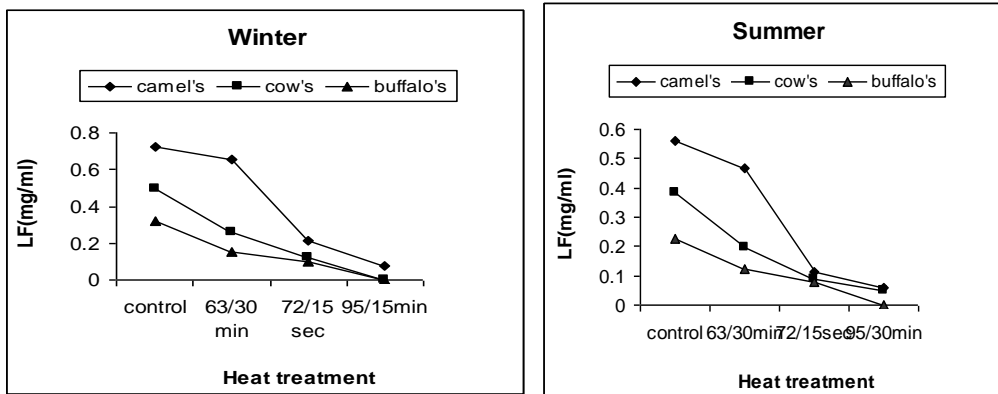 Winter
camel's cow's buffalo's
LF(mg/ml)
0.8
0.6
0.4
0.2
0
control 63/30 min 72/15 sec 95/15min
Heat treatment
Summer
camel's cow's buffalo's
LF(mg/ml)
0.6
0.5
0.4
0.3
0.2
0.1
0
control 63/30min 72/15sec 95/30min
Heat treatment